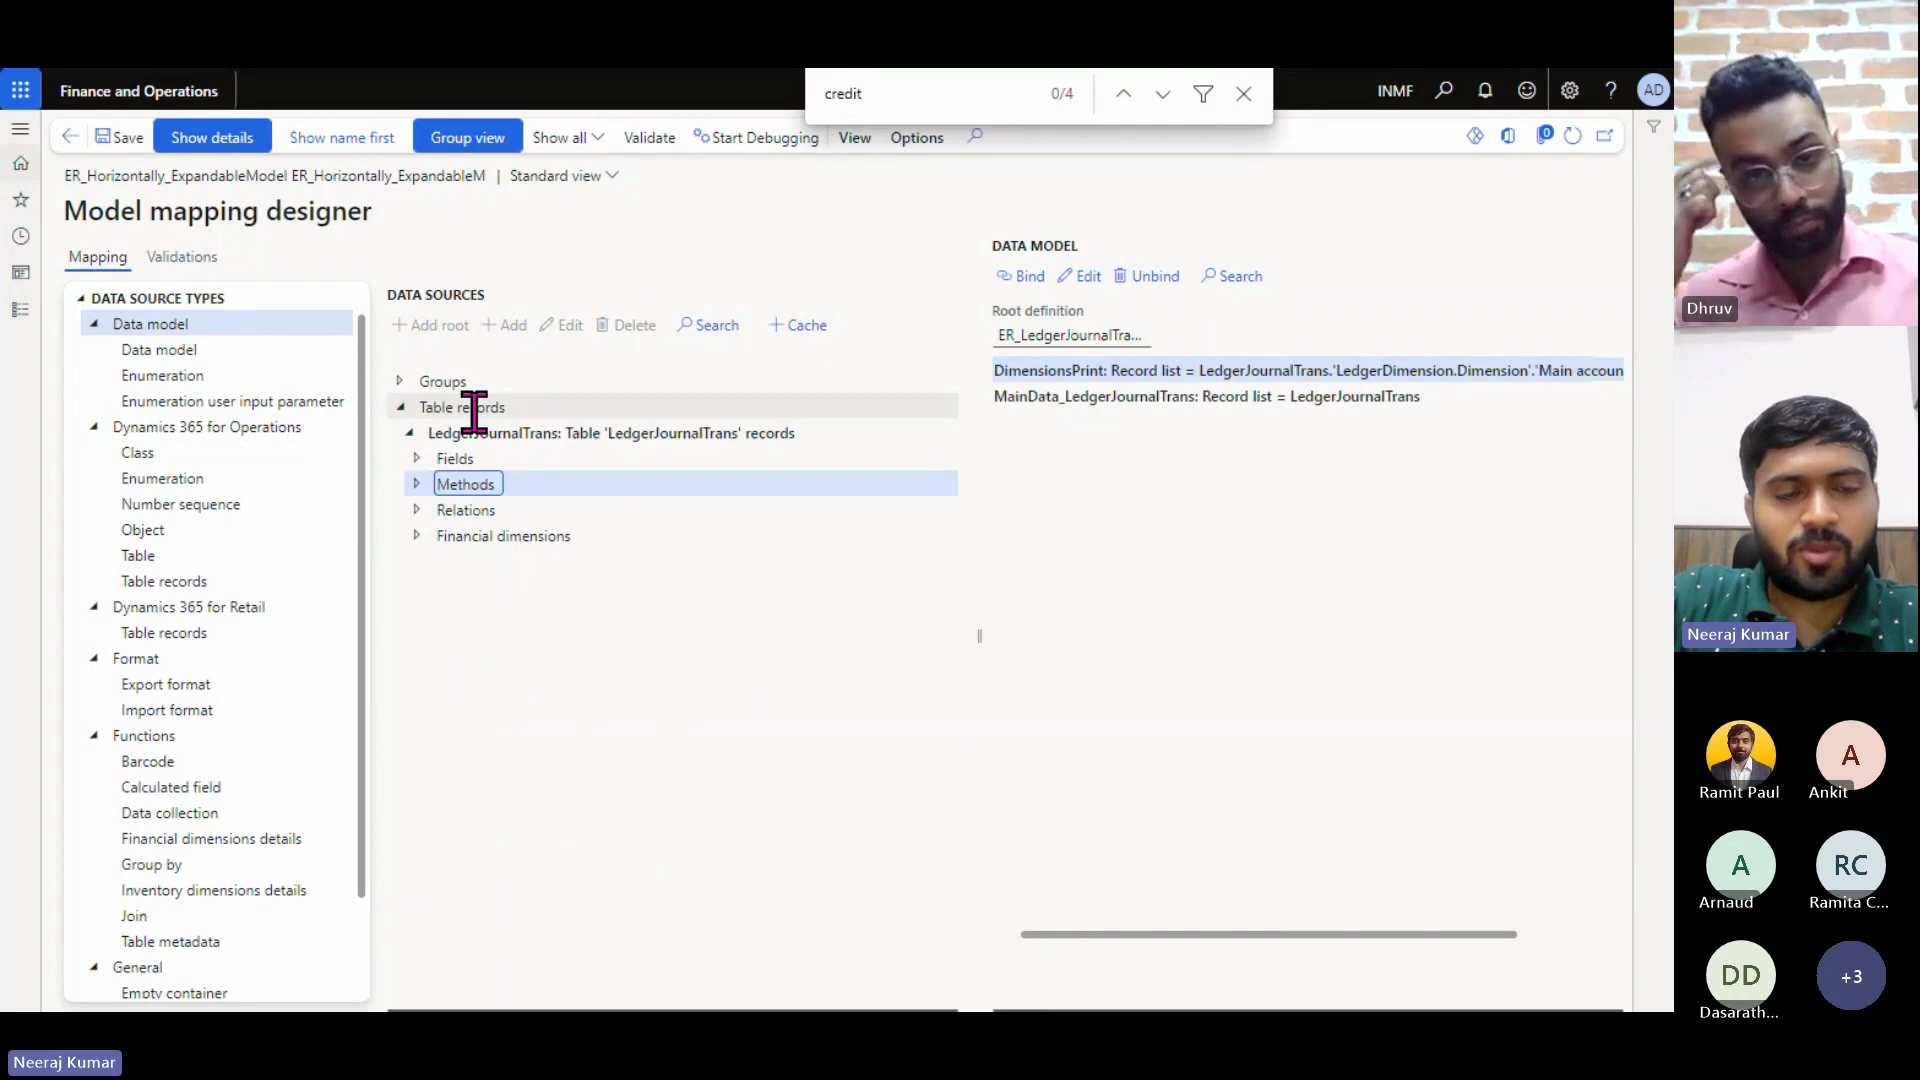 Finance and Operations
credit
0/4
INMF
AD
Save
Show details
Show name first
Group view
Show all
Validate
Start Debugging
View
Options
0
ER_Horizontally_ExpandableModel ER_Horizontally_ExpandableM | Standard view
Model mapping designer
Mapping
Validations
DATA SOURCE TYPES
Data model
Data model
Enumeration
Enumeration user input parameter
Dynamics 365 for Operations
Class
Enumeration
Number sequence
Object
Table
Table records
Dynamics 365 for Retail
Table records
Format
Export format
Import format
Functions
Barcode
Calculated field
Data collection
Financial dimensions details
Group by
Inventory dimensions details
Join
Table metadata
General
Empty container
DATA SOURCES
Add root
Add
Edit
Delete
Search
Cache
Groups
Table records
LedgerJournalTrans: Table 'LedgerJournalTrans' records
Fields
Methods
Relations
Financial dimensions
DATA MODEL
Bind
Edit
Unbind
Search
Root definition
ER_LedgerJournalTra...
DimensionsPrint: Record list = LedgerJournalTrans.'LedgerDimension.Dimension'.'Main accoun
MainData_LedgerJournalTrans: Record list = LedgerJournalTrans
Dhruv
Neeraj Kumar
Ramit Paul
A
Ankit
A
Arnaud
RC
Ramita C...
DD
Dasarath...
+3
Neeraj Kumar